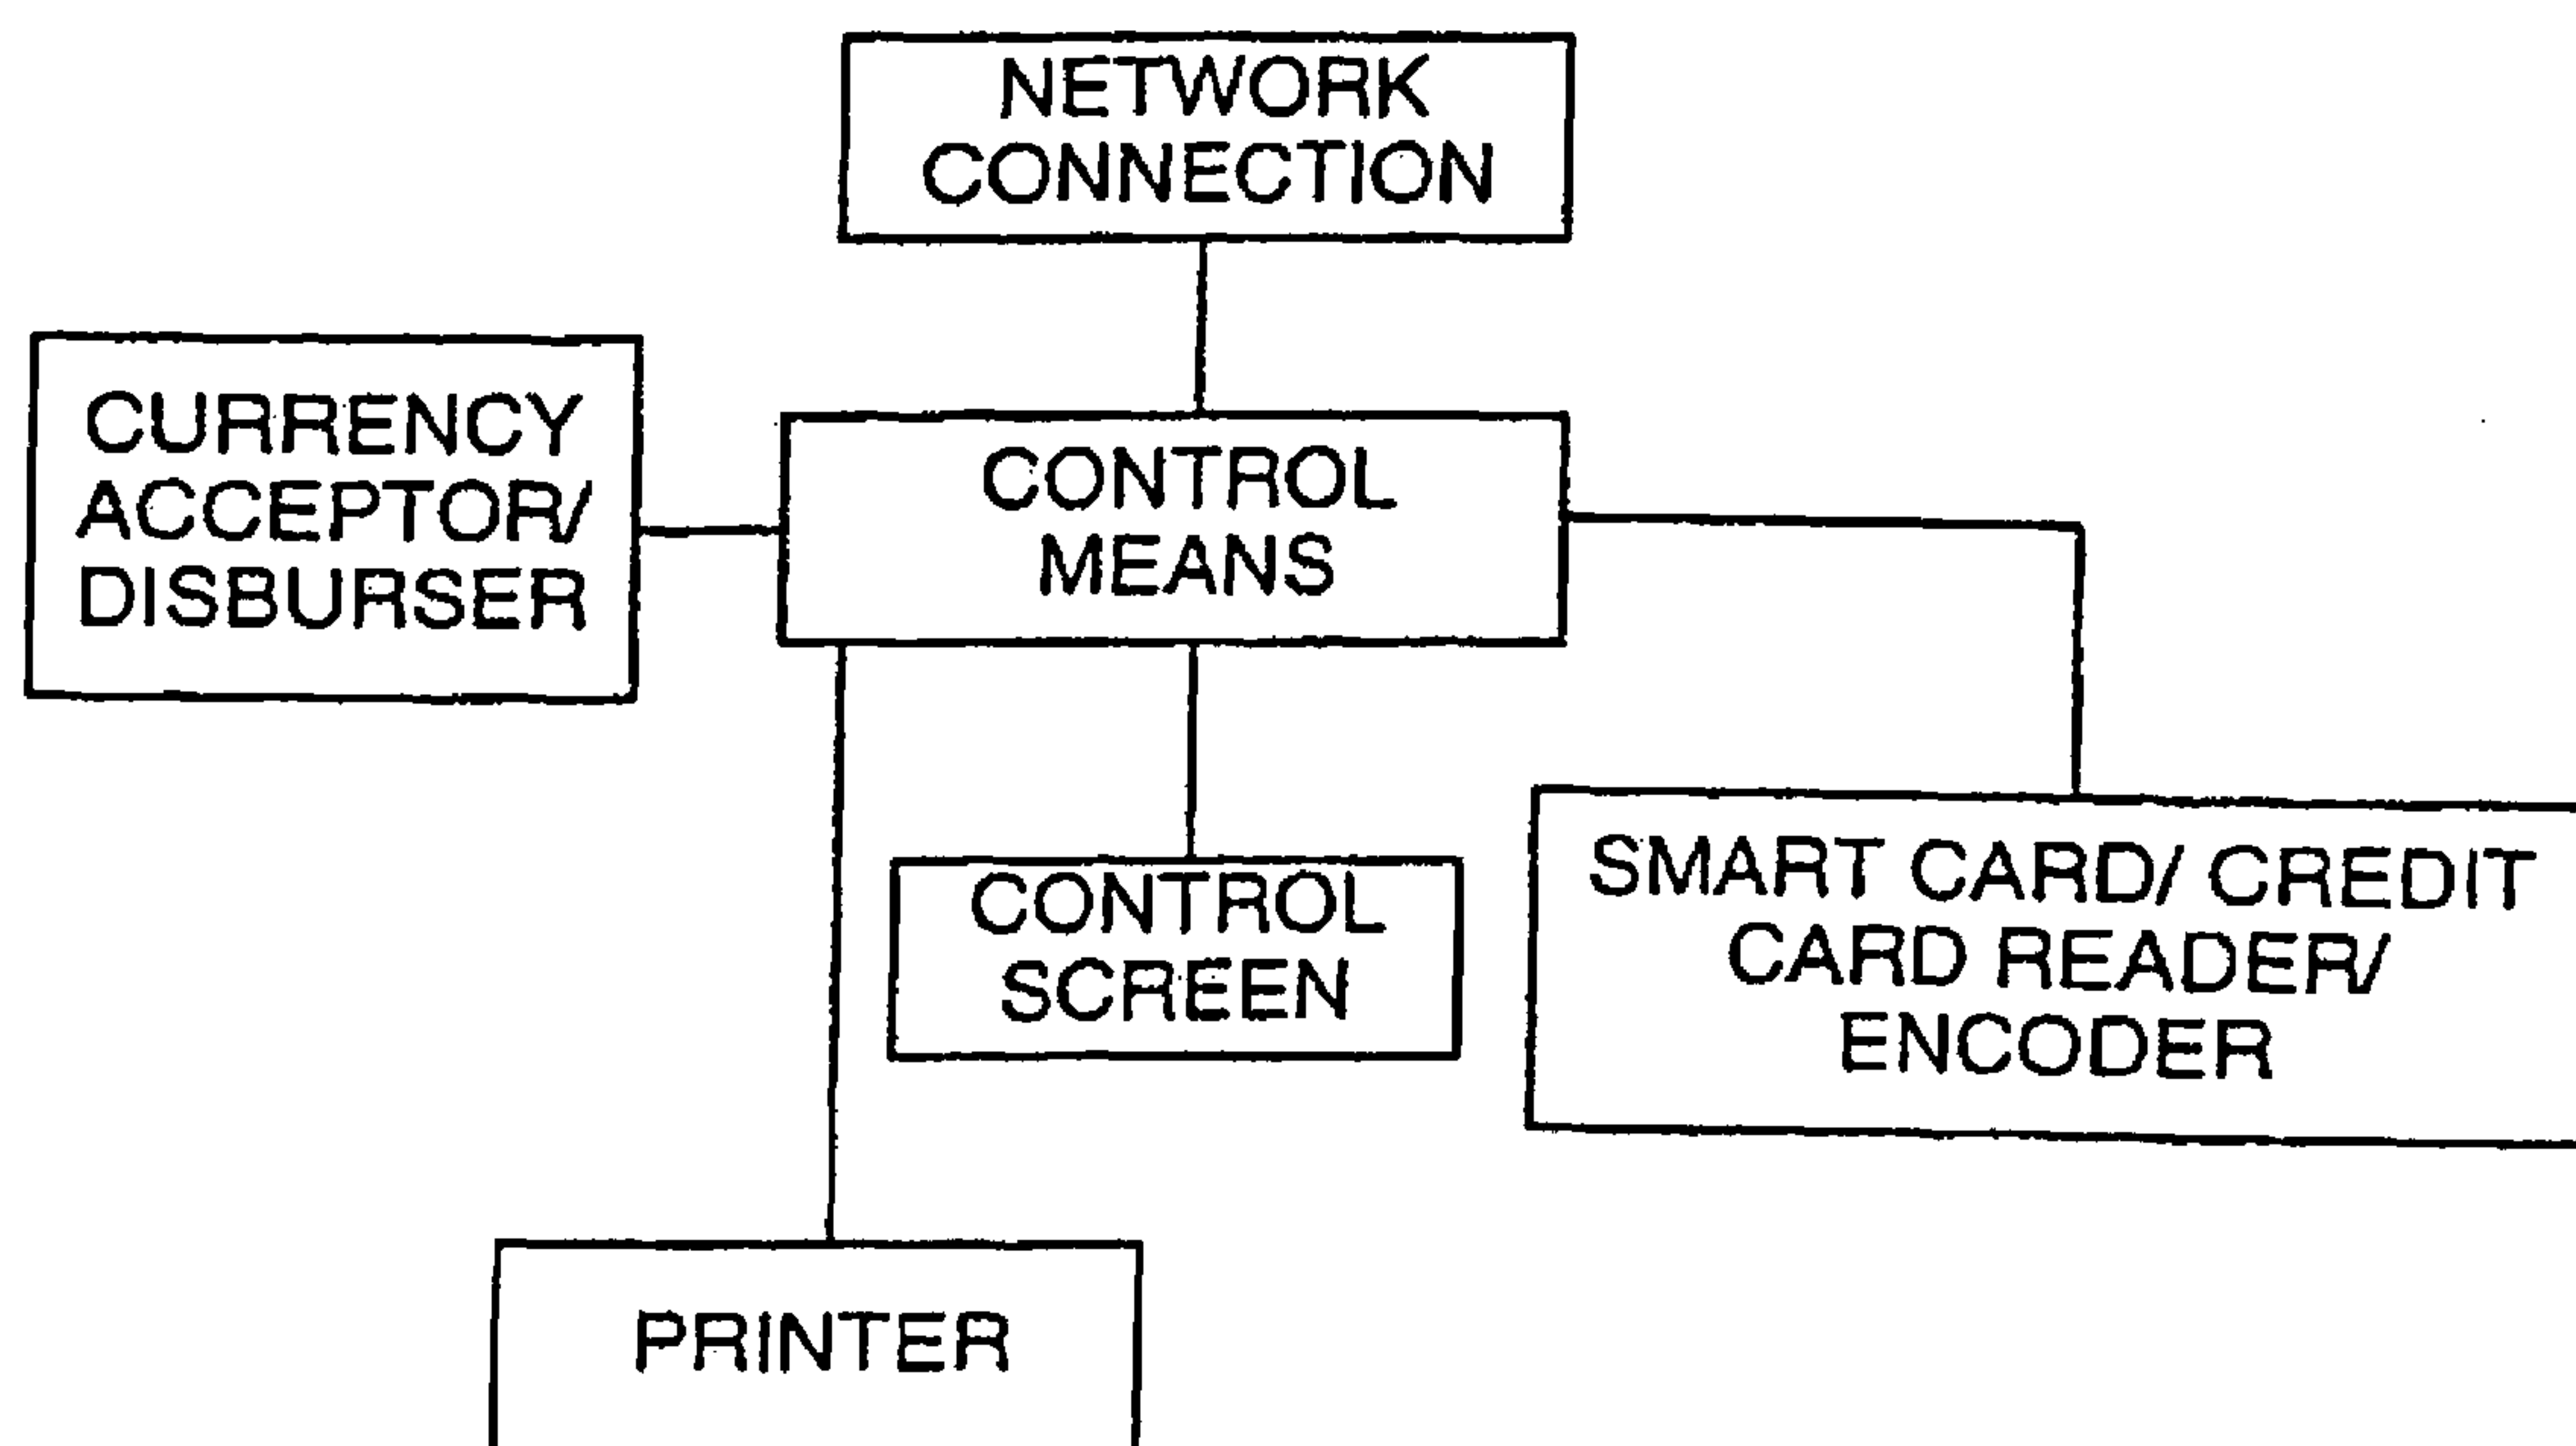 NETWORK
CONNECTION
CURRENCY
ACCEPTOR/
DISBURSER
CONTROL
MEANS
CONTROL
SCREEN
SMART CARD/ CREDIT
CARD READER/
ENCODER
PRINTER